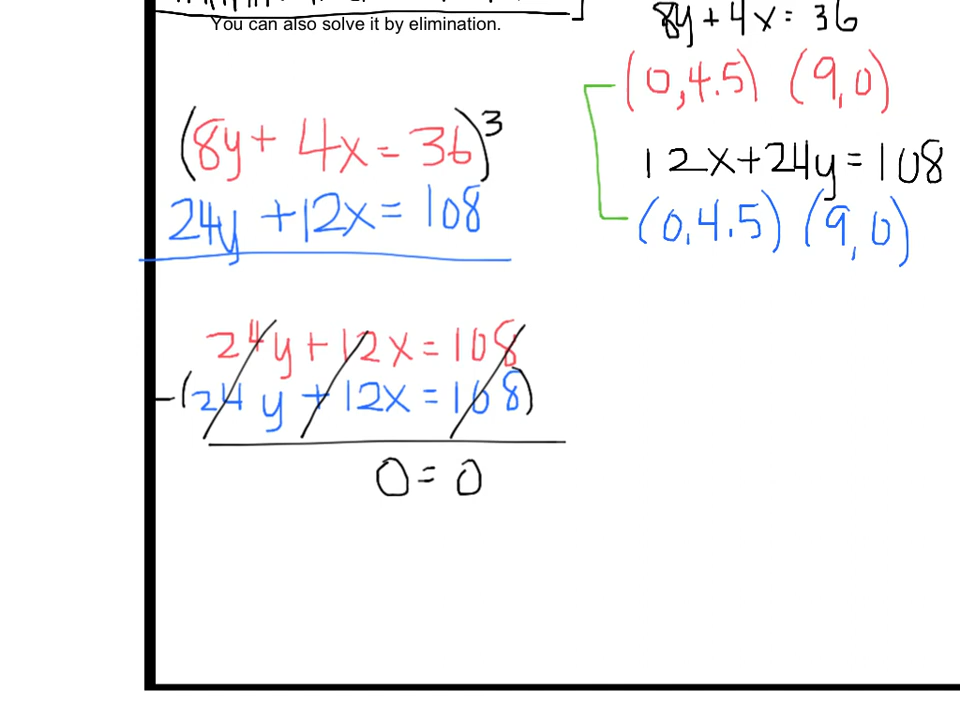 You can also solve it by elimination.
(8y + 4x = 36)³
24y + 12x = 108
24y + 12x = 108
-(24y + 12x = 108)
0 = 0
8y + 4x = 36
(0,4.5) (9,0)
12x + 24y = 108
(0,4.5) (9,0)